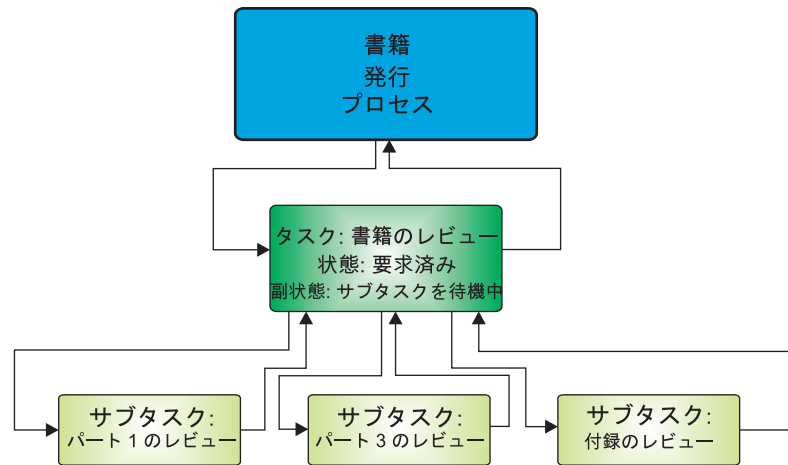 書籍
発行
プロセス
タスク: 書籍のレビュー
状態: 要求済み
副状態: サブタスクを待機中
サブタスク:
パート 1 のレビュー
サブタスク:
パート 3 のレビュー
サブタスク:
付録のレビュー